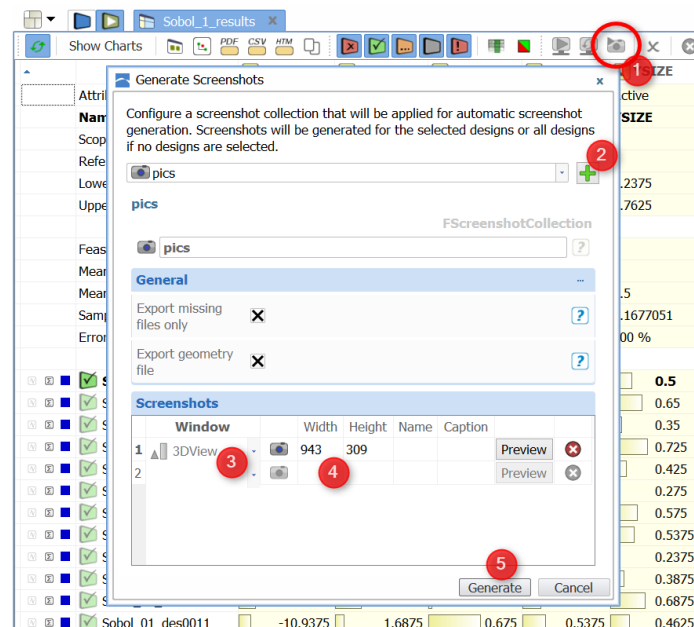 Sobol_1_results
Show Charts
PDF CSV HTM
1
SIZE
Generate Screenshots
Attri
ctive
Configure a screenshot collection that will be applied for automatic screenshot
Nam
SIZE
generation. Screenshots will be generated for the selected designs or all designs
Scop
if no designs are selected.
2
Refe
pics
Lowe
.2375
Uppe
pics
.7625
FScreenshotCollection
pics
?
Feas
Mear
General
...
Mear
.5
Export missing
files only
?
Samp
.1677051
Error
00 %
Export geometry
file
?
Screenshots
0.5
Window Width Height Name Caption
0.65
1 3DView 943 309 Preview
0.35
3
4
0.725
2 Preview
0.425
0.275
0.575
0.5375
5
0.2375
Generate Cancel
0.3875
0.6875
Sobol_01_des0011 -10.9375 1.6875 0.675 0.5375 0.4625